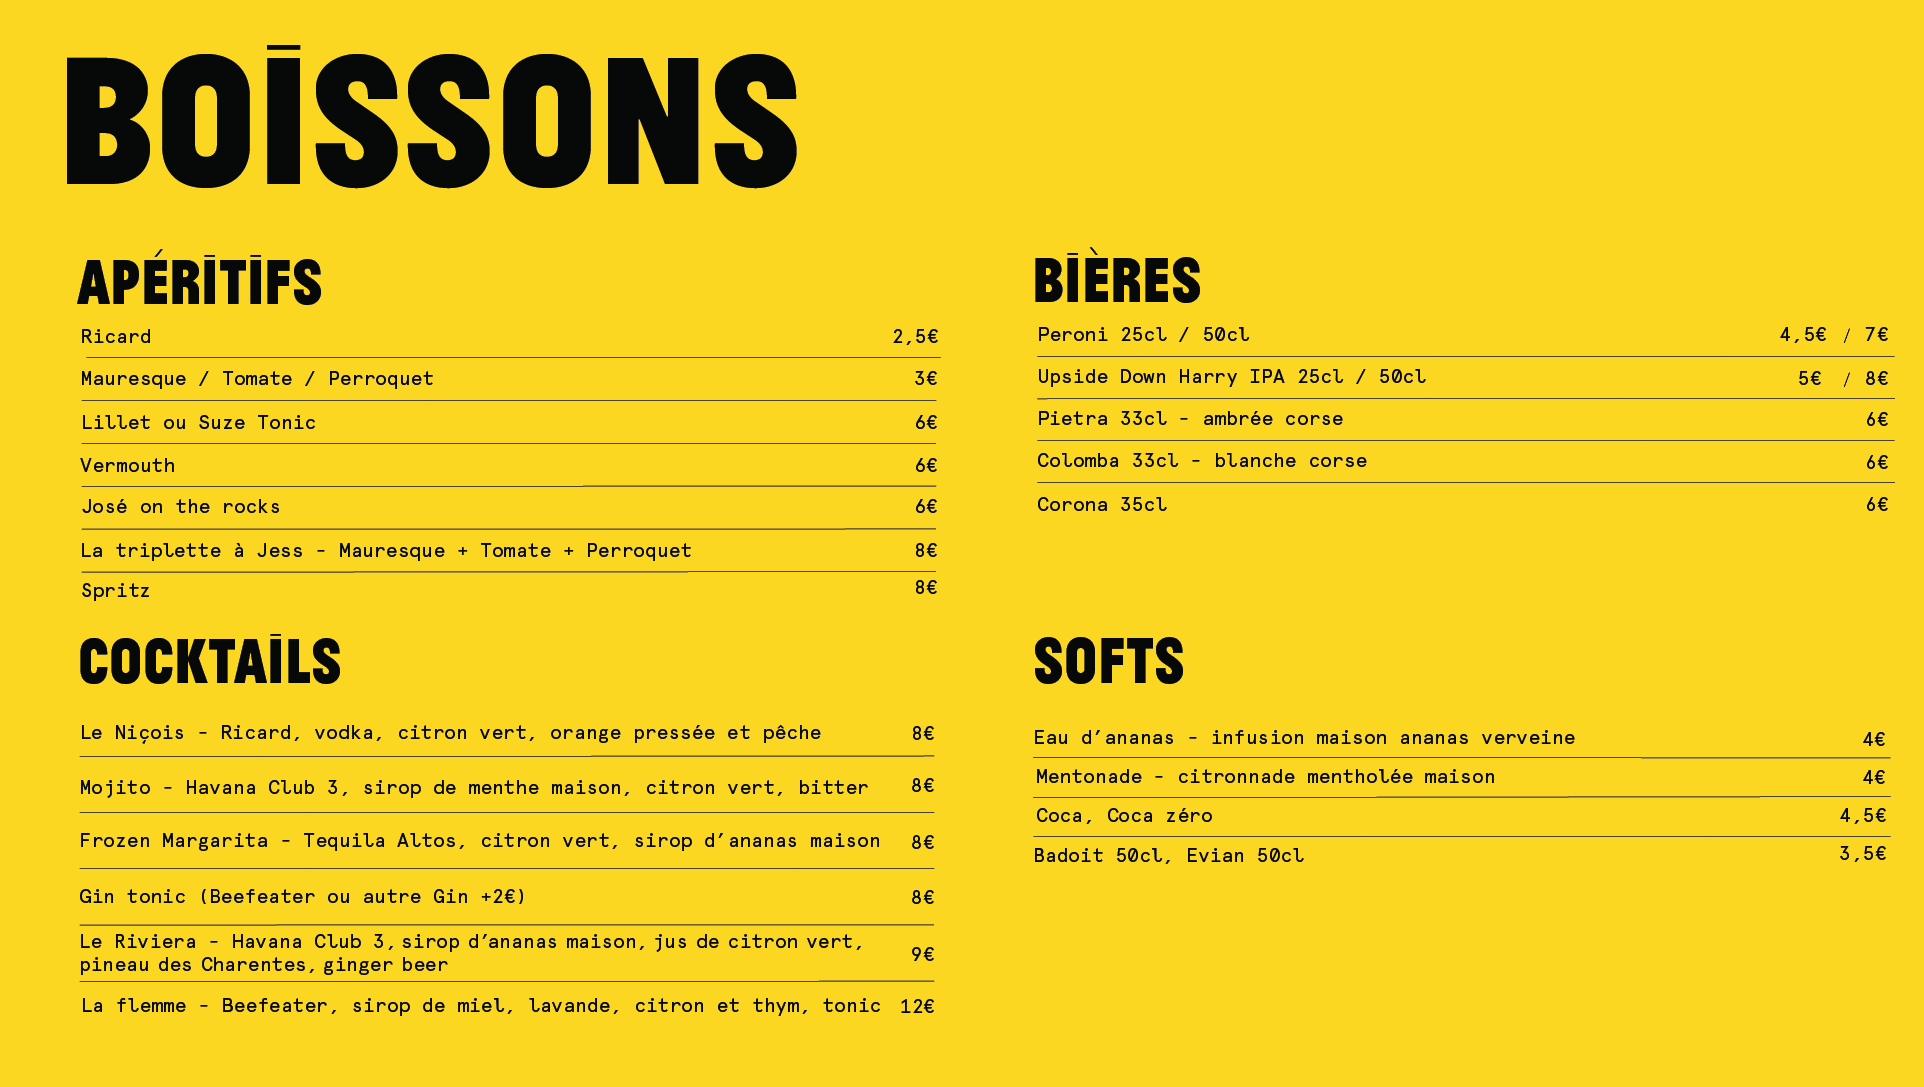 BOISSONS
APÉRITIFS
Ricard 2,5€
Mauresque / Tomate / Perroquet 3€
Lillet ou Suze Tonic 6€
Vermouth 6€
José on the rocks 6€
La triplette à Jess - Mauresque + Tomate + Perroquet 8€
Spritz 8€
COCKTAILS
Le Niçois - Ricard, vodka, citron vert, orange pressée et pêche 8€
Mojito - Havana Club 3, sirop de menthe maison, citron vert, bitter 8€
Frozen Margarita - Tequila Altos, citron vert, sirop d’ananas maison 8€
Gin tonic (Beefeater ou autre Gin +2€) 8€
Le Riviera - Havana Club 3, sirop d’ananas maison, jus de citron vert,
pineau des Charentes, ginger beer 9€
La flemme - Beefeater, sirop de miel, lavande, citron et thym, tonic 12€
BIÈRES
Peroni 25cl / 50cl 4,5€ / 7€
Upside Down Harry IPA 25cl / 50cl 5€ / 8€
Pietra 33cl - ambrée corse 6€
Colomba 33cl - blanche corse 6€
Corona 35cl 6€
SOFTS
Eau d’ananas - infusion maison ananas verveine 4€
Mentonade - citronnade mentholée maison 4€
Coca, Coca zéro 4,5€
Badoit 50cl, Evian 50cl 3,5€